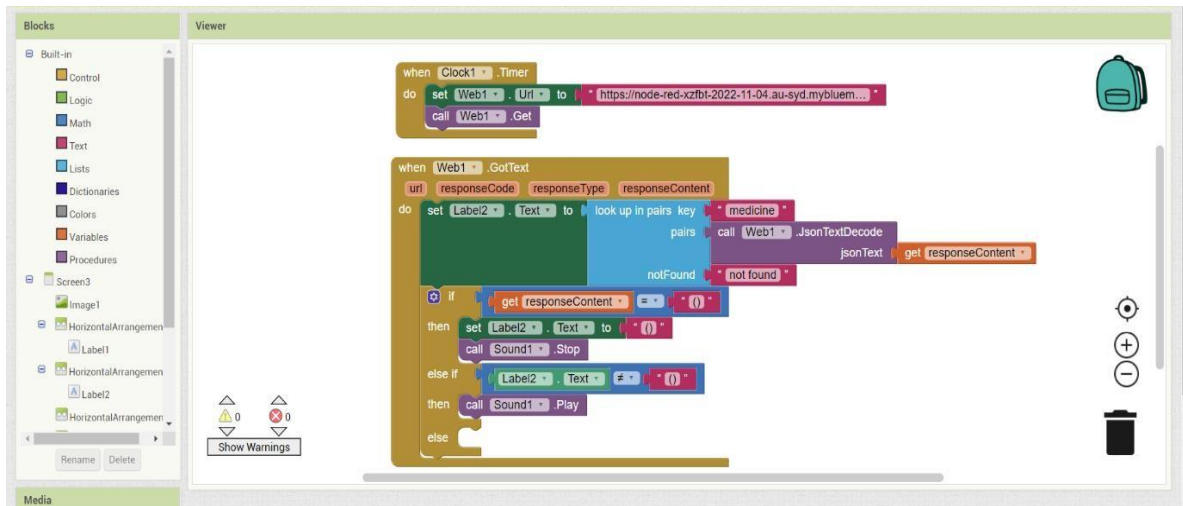 Blocks
Viewer
Built-in
Control
Logic
Math
Text
Lists
Dictionaries
Colors
Variables
Procedures
Screen3
Image1
HorizontalArrangemen
Label1
HorizontalArrangemen
Label2
HorizontalArrangemen
Rename Delete
Media
when Clock1 .Timer
do set Web1 . Url to " https://node-red-xzfbt-2022-11-04.au-syd.mybluem... "
call Web1 .Get
when Web1 .GotText
url responseCode responseType responseContent
do set Label2 . Text to look up in pairs key " medicine "
pairs call Web1 .JsonTextDecode
jsonText get responseContent
notFound " not found "
if get responseContent = " () "
then set Label2 . Text to " () "
call Sound1 .Stop
else if Label2 . Text ≠ " () "
then call Sound1 .Play
else
0 0
Show Warnings